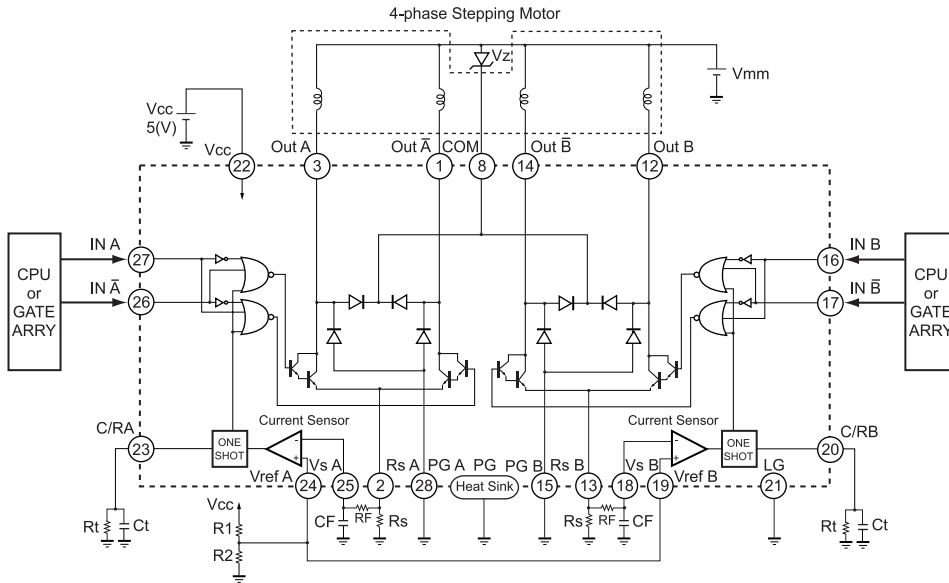 4-phase Stepping Motor
Vz
Vmm
Vcc
5(V)
Vcc
Out A
Out A̅
COM
Out B̅
Out B
22
3
1
8
14
12
IN A
27
IN B
16
CPU
or
GATE
ARRY
IN A̅
26
IN B̅
17
CPU
or
GATE
ARRY
Current Sensor
Current Sensor
C/RA
23
ONE
SHOT
-
+
-
+
ONE
SHOT
C/RB
20
Vref A
Vs A
Rs A
PG A
PG
PG B
Rs B
Vs B
Vref B
LG
24
25
2
28
Heat Sink
15
13
18
19
21
Vcc
Rt
Ct
R1
R2
CF
RF
Rs
Rs
RF
CF
Rt
Ct